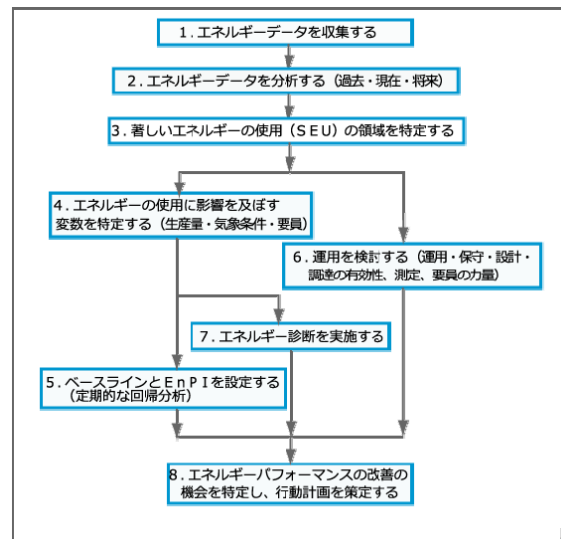 1．エネルギーデータを収集する
2．エネルギーデータを分析する（過去・現在・将来）
3．著しいエネルギーの使用（ＳＥＵ）の領域を特定する
4．エネルギーの使用に影響を及ぼす
変数を特定する（生産量・気象条件・要員）
6．運用を検討する（運用・保守・設計・
調達の有効性、測定、要員の力量）
7．エネルギー診断を実施する
5．ベースラインとＥｎＰＩを設定する
（定期的な回帰分析）
8．エネルギーパフォーマンスの改善の
機会を特定し、行動計画を策定する